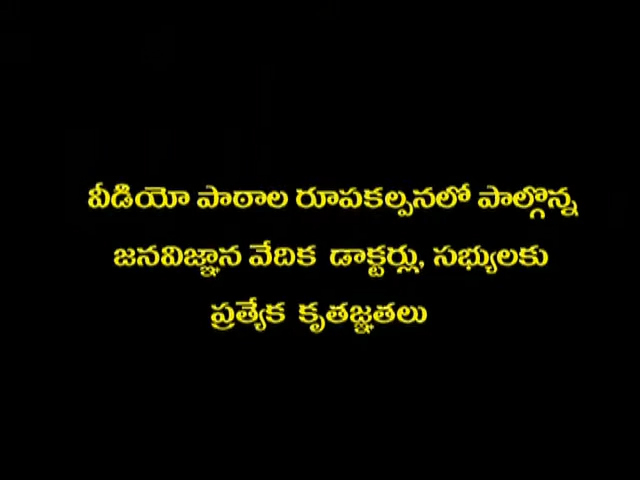 వీడియో పాఠాల రూపకల్పనలో పాల్గొన్న
జనవిజ్ఞాన వేదిక డాక్టర్లు, సభ్యులకు
ప్రత్యేక కృతజ్ఞతలు